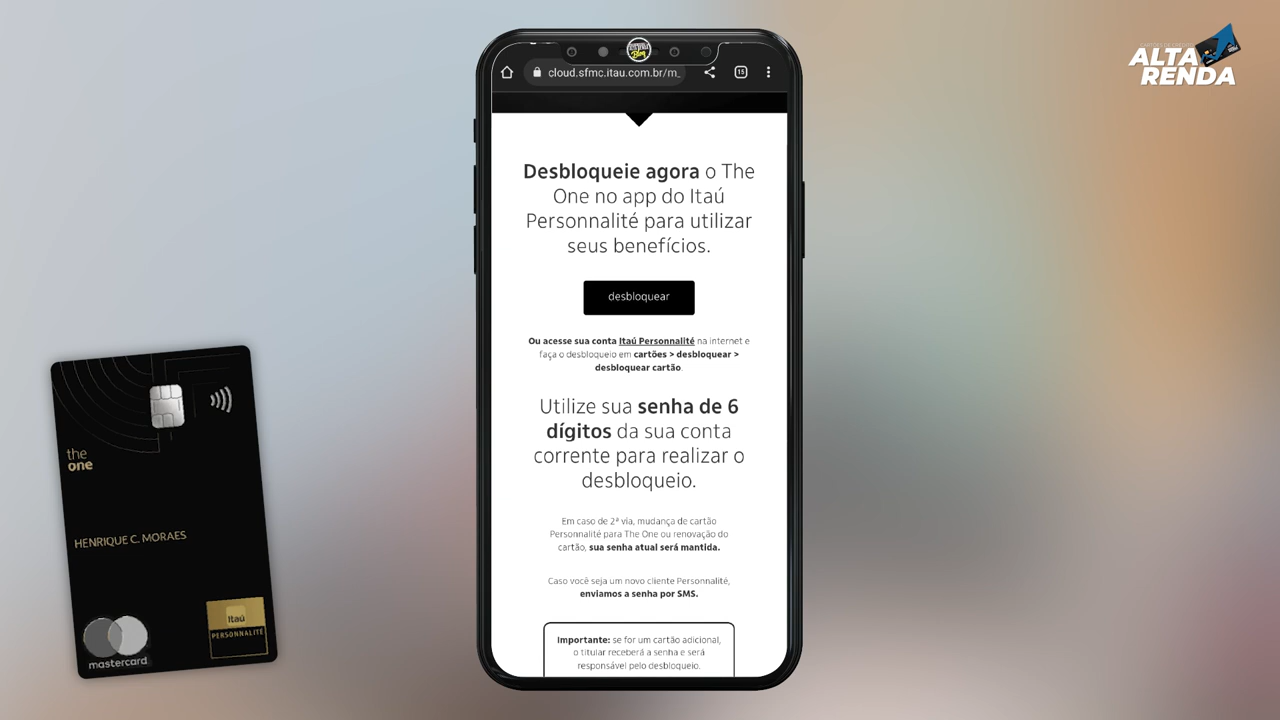 cloud.sfmc.itau.com.br/m_
15
ALTA
RENDA
Desbloqueie agora o The
One no app do Itaú
Personnalité para utilizar
seus benefícios.
desbloquear
Ou acesse sua conta Itaú Personnalité na internet e
faça o desbloqueio em cartões > desbloquear >
desbloquear cartão.
Utilize sua senha de 6
dígitos da sua conta
corrente para realizar o
desbloqueio.
Em caso de 2ª via, mudança de cartão
Personnalité para The One ou renovação do
cartão, sua senha atual será mantida.
Caso você seja um novo cliente Personnalité,
enviamos a senha por SMS.
Importante: se for um cartão adicional,
o titular receberá a senha e será
responsável pelo desbloqueio.
the
one
HENRIQUE C. MORAES
Itaú
PERSONNALITÉ
mastercard